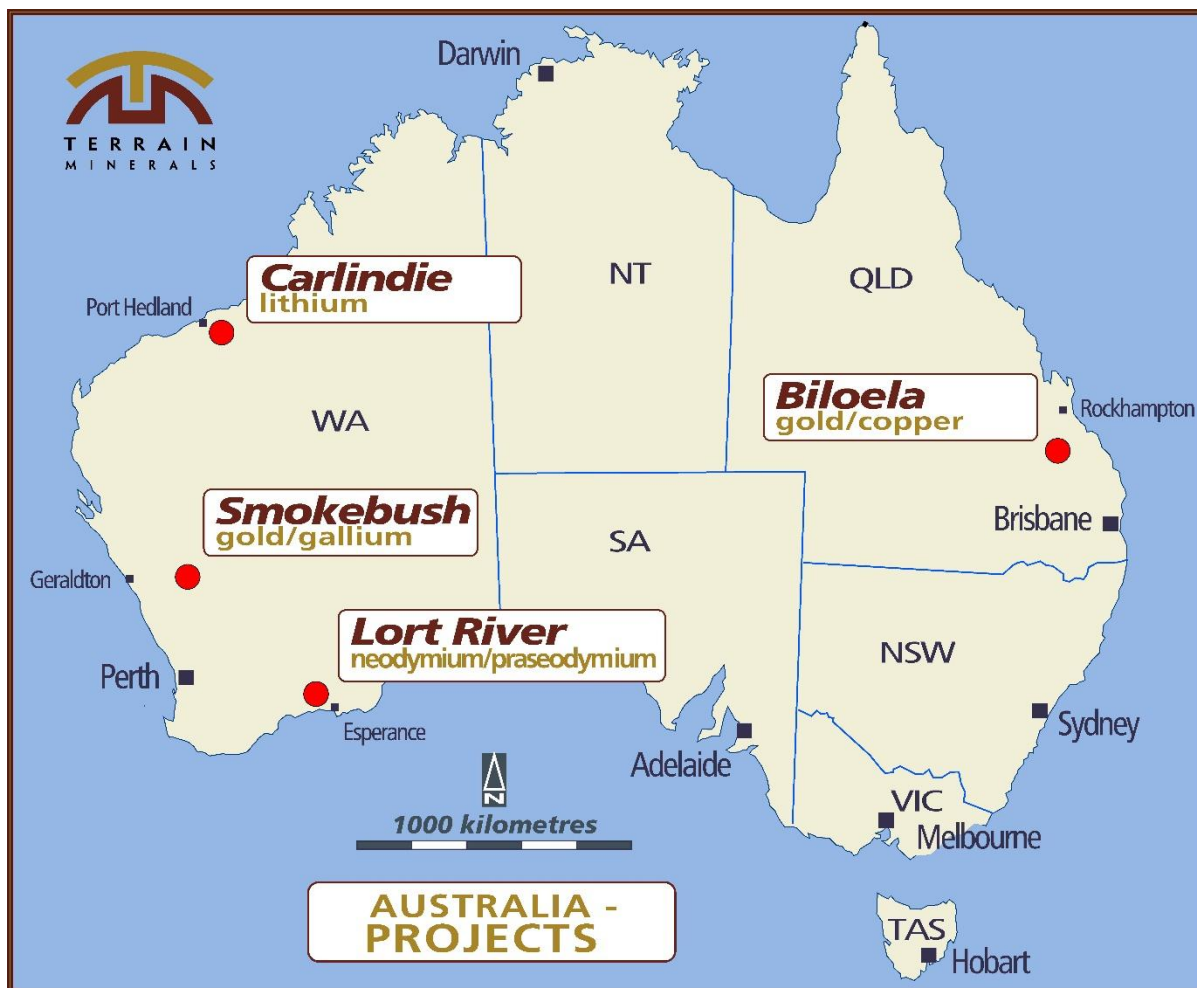 TERRAIN
MINERALS
Darwin
Carlindie
lithium
NT
QLD
Port Hedland
Biloela
gold/copper
Rockhampton
WA
Smokebush
gold/gallium
Brisbane
SA
Geraldton
Lort River
neodymium/praseodymium
NSW
Perth
Esperance
Sydney
Adelaide
N
1000 kilometres
VIC
Melbourne
AUSTRALIA -
PROJECTS
TAS
Hobart